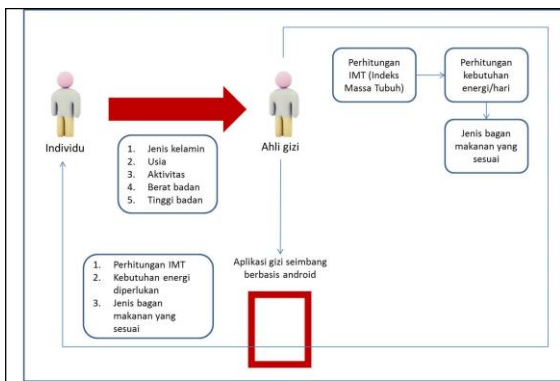 Individu
1. Jenis kelamin
2. Usia
3. Aktivitas
4. Berat badan
5. Tinggi badan
Ahli gizi
Perhitungan
IMT (Indeks
Massa Tubuh)
Perhitungan
kebutuhan
energi/hari
Jenis bagan
makanan yang
sesuai
Aplikasi gizi seimbang
berbasis android
1. Perhitungan IMT
2. Kebutuhan energi
diperlukan
3. Jenis bagan
makanan yang
sesuai